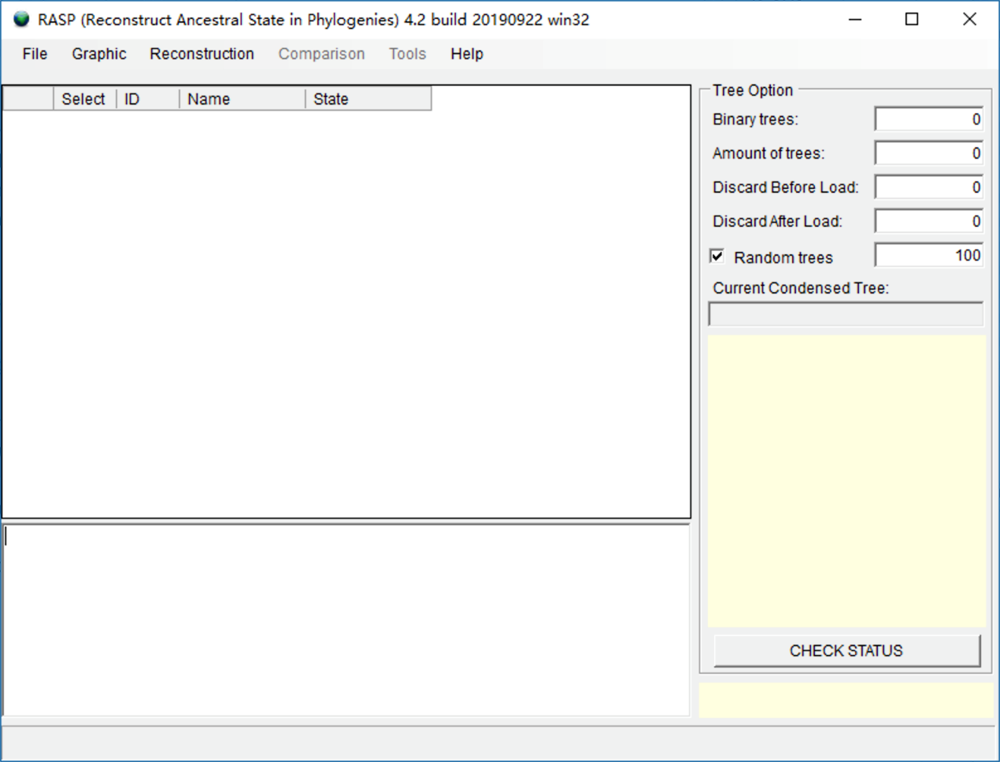 RASP (Reconstruct Ancestral State in Phylogenies) 4.2 build 20190922 win32
File Graphic Reconstruction Comparison Tools Help
Select ID Name State
Tree Option
Binary trees: 0
Amount of trees: 0
Discard Before Load: 0
Discard After Load: 0
Random trees 100
Current Condensed Tree:
CHECK STATUS